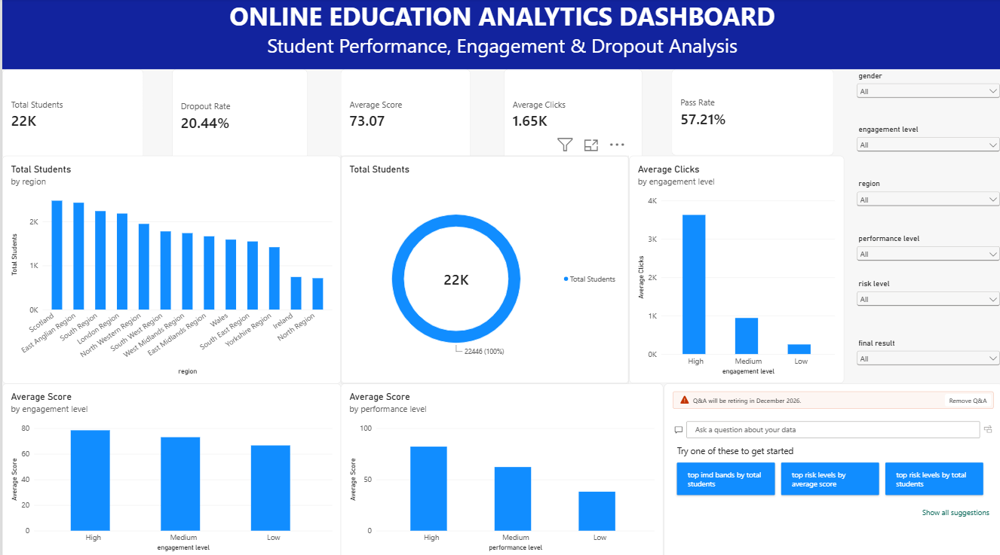 ONLINE EDUCATION ANALYTICS DASHBOARD
Student Performance, Engagement & Dropout Analysis
Total Students
22K
Dropout Rate
20.44%
Average Score
73.07
Average Clicks
1.65K
Pass Rate
57.21%
gender
All
engagement level
All
region
All
performance level
All
risk level
All
final result
All
Total Students
by region
Total Students
2K
1K
0K
Scotland
East Anglian Region
South Region
London Region
North Western Region
South West Region
West Midlands Region
East Midlands Region
Wales
South East Region
Yorkshire Region
Ireland
North Region
region
Total Students
22K
Total Students
22446 (100%)
Average Clicks
by engagement level
Average Clicks
4K
3K
2K
1K
0K
High
Medium
Low
engagement level
Average Score
by engagement level
Average Score
80
60
40
20
0
High
Medium
Low
engagement level
Average Score
by performance level
Average Score
100
50
0
High
Medium
Low
performance level
Q&A will be retiring in December 2026.
Remove Q&A
Ask a question about your data
Try one of these to get started
top imd bands by total
students
top risk levels by
average score
top risk levels by total
students
Show all suggestions